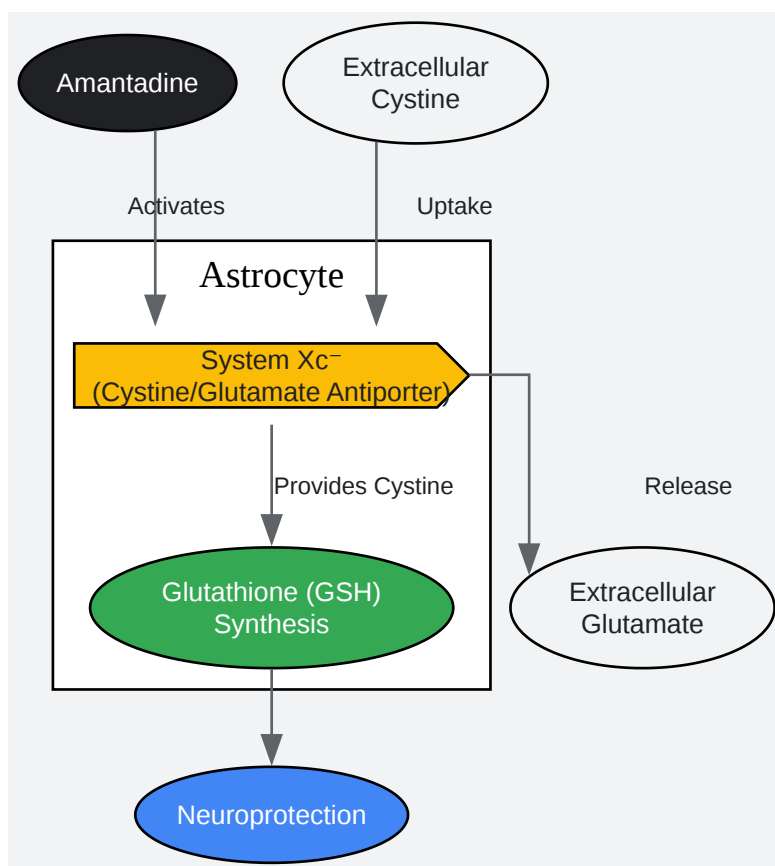 Amantadine
Extracellular
Cystine
Activates
Uptake
Astrocyte
System Xc⁻
(Cystine/Glutamate Antiporter)
Provides Cystine
Release
Glutathione (GSH)
Synthesis
Extracellular
Glutamate
Neuroprotection